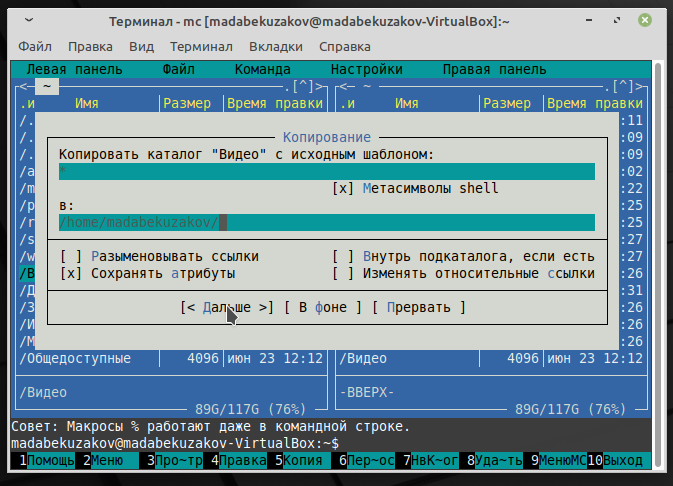 Терминал - mc [madabekuzakov@madabekuzakov-VirtualBox]:~
Файл Правка Вид Терминал Вкладки Справка
Левая панель Файл Команда Настройки Правая панель
<─ ~ .[^]> <─ ~ .[^]>
.и Имя Размер Время правки .и Имя Размер Время правки
/. :11
/. Копирование :09
/. Копировать каталог "Видео" с исходным шаблоном: :09
/a * :02
/m [x] Метасимволы shell :22
/p в: :25
/r /home/madabekuzakov/ :25
/s :27
/w [ ] Разыменовывать ссылки [ ] Внутрь подкаталога, если есть :27
/В [x] Сохранять атрибуты [ ] Изменять относительные ссылки :26
/Д :31
/З [< Дальше >] [ В фоне ] [ Прервать ] :26
/И :26
/М :26
/Общедоступные 4096 июн 23 12:12 /Видео 4096 июн 23 12:12
/Видео -ВВЕРХ-
89G/117G (76%) 89G/117G (76%)
Совет: Макросы % работают даже в командной строке.
madabekuzakov@madabekuzakov-VirtualBox:~$
1Помощь 2Меню 3Про~тр 4Правка 5Копия 6Пер~ос 7НвК~ог 8Уда~ть 9МенюMC 10Выход